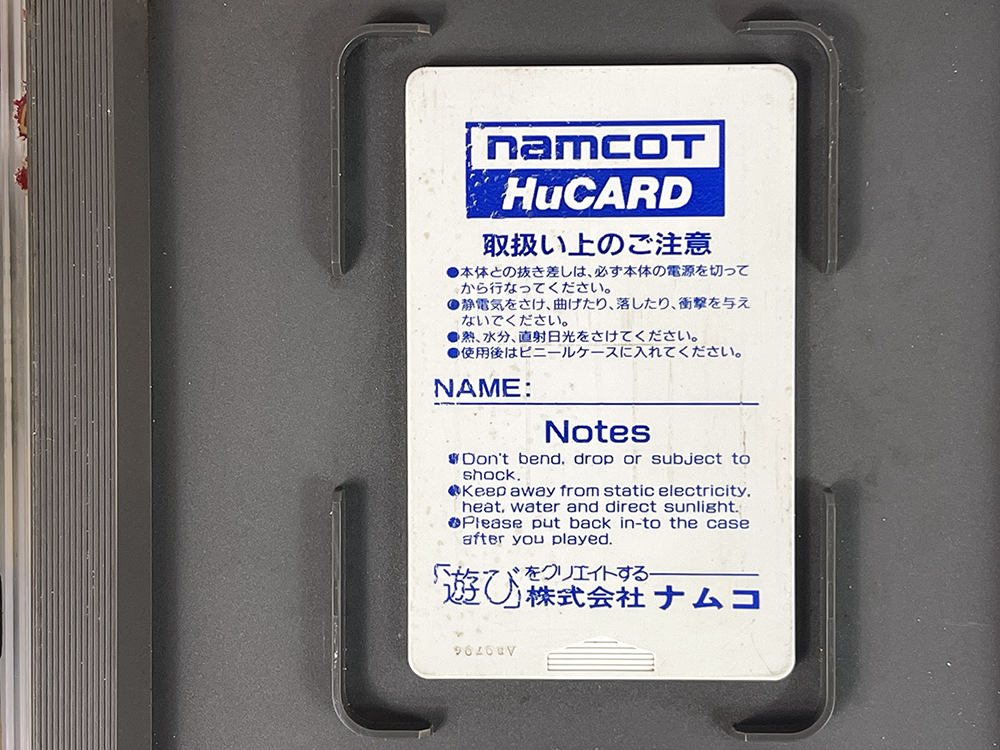 namcoT
HuCARD
取扱い上のご注意
●本体との抜き差しは、必ず本体の電源を切って
から行なってください。
●静電気をさけ、曲げたり、落したり、衝撃を与え
ないでください。
●熱、水分、直射日光をさけてください。
●使用後はビニールケースに入れてください。
NAME:
Notes
●Don't bend, drop or subject to
shock.
●Keep away from static electricity,
heat, water and direct sunlight.
●Please put back in-to the case
after you played.
「遊び」をクリエイトする
株式会社ナムコ